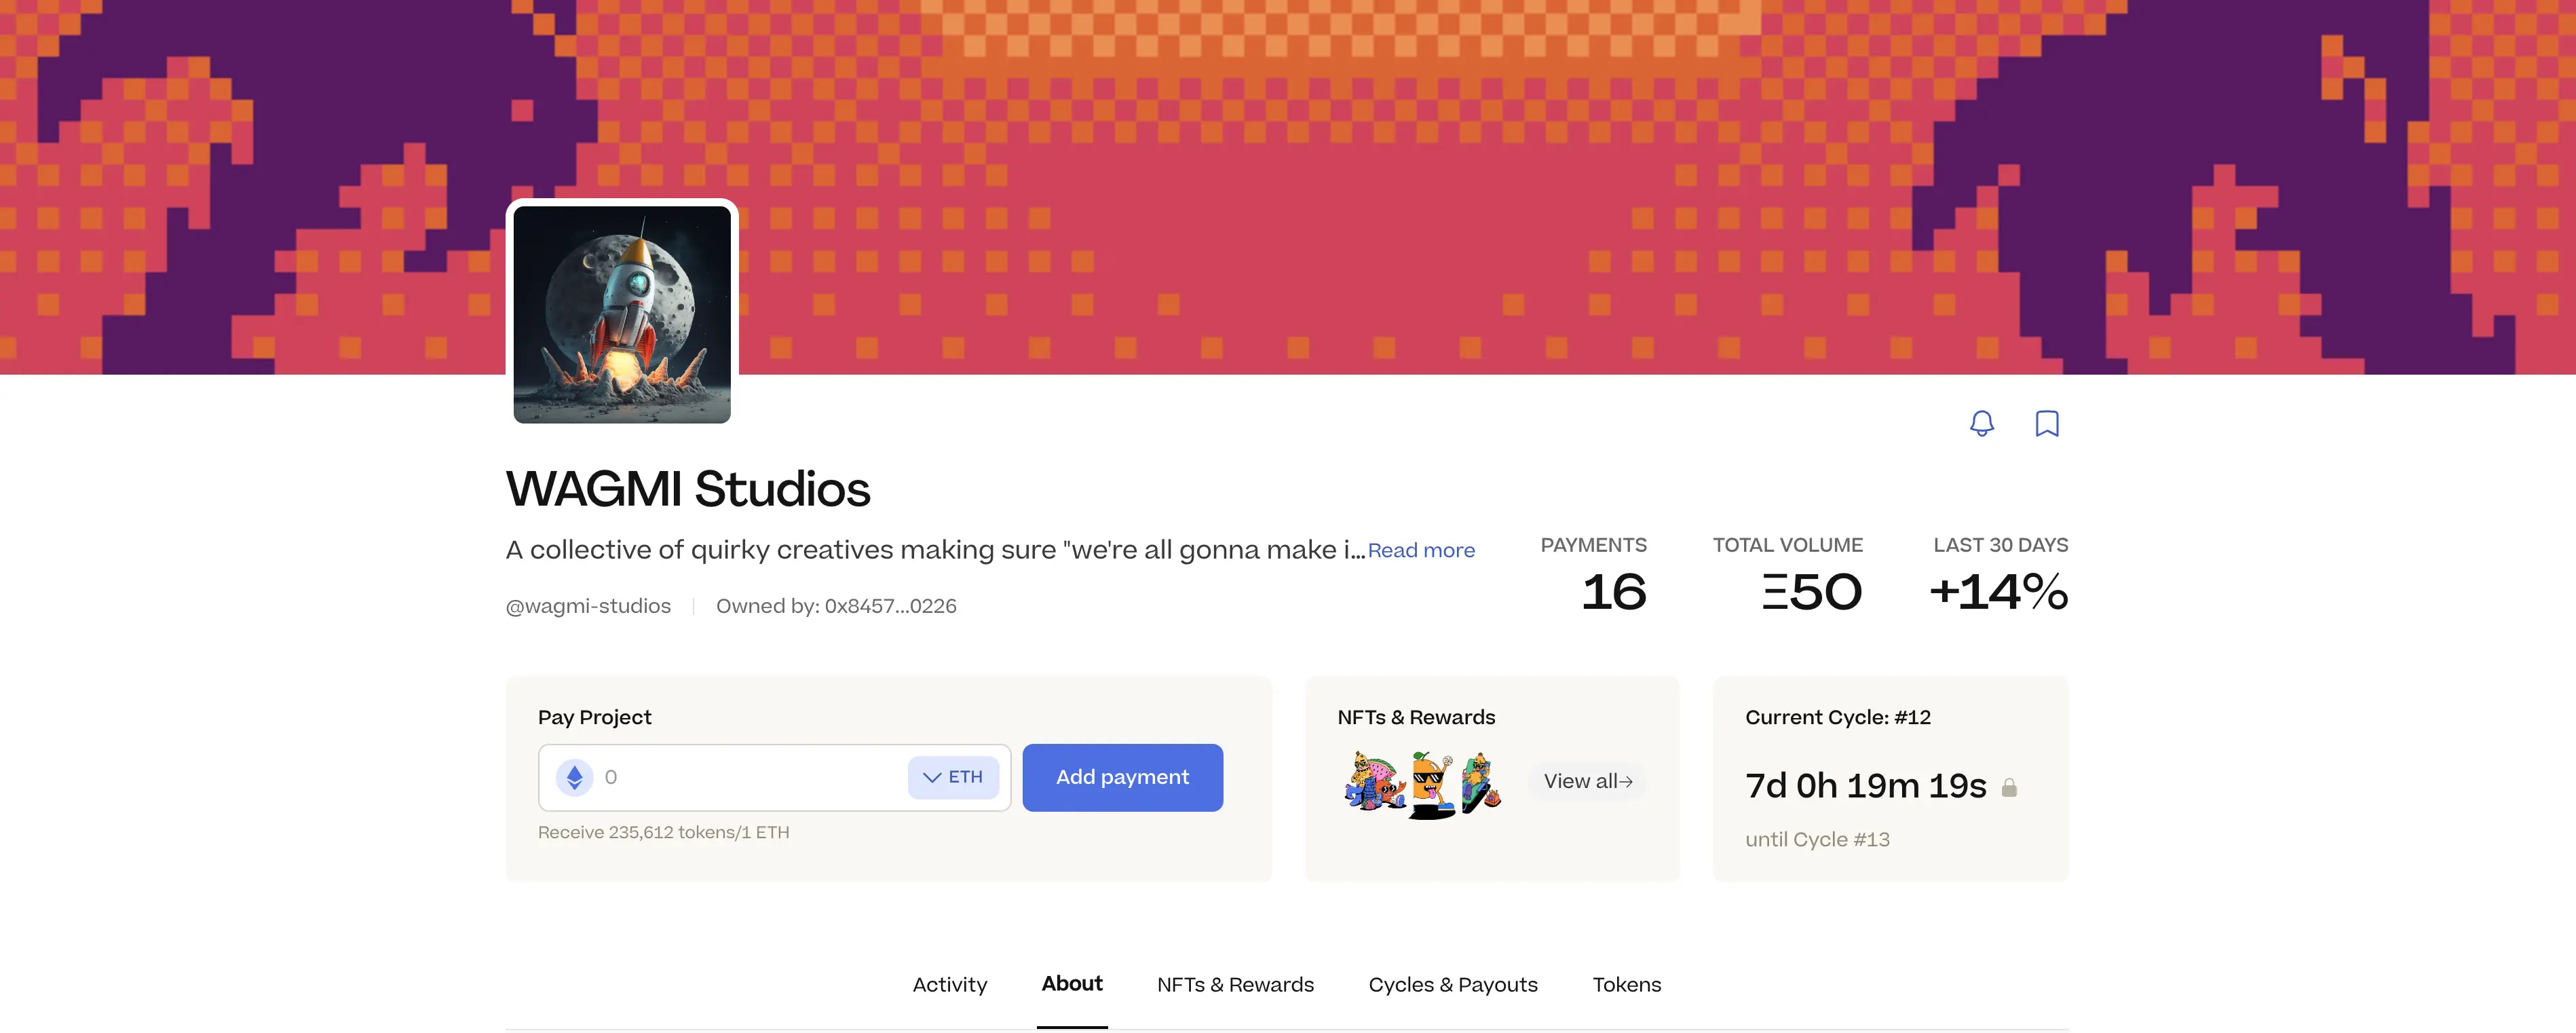 WAGMI Studios
A collective of quirky creatives making sure "we're all gonna make i... Read more
@wagmi-studios
Owned by: 0x8457...0226
PAYMENTS
16
TOTAL VOLUME
Ξ50
LAST 30 DAYS
+14%
Pay Project
0
ETH
Add payment
Receive 235,612 tokens/1 ETH
NFTs & Rewards
View all→
Current Cycle: #12
7d 0h 19m 19s
until Cycle #13
Activity
About
NFTs & Rewards
Cycles & Payouts
Tokens